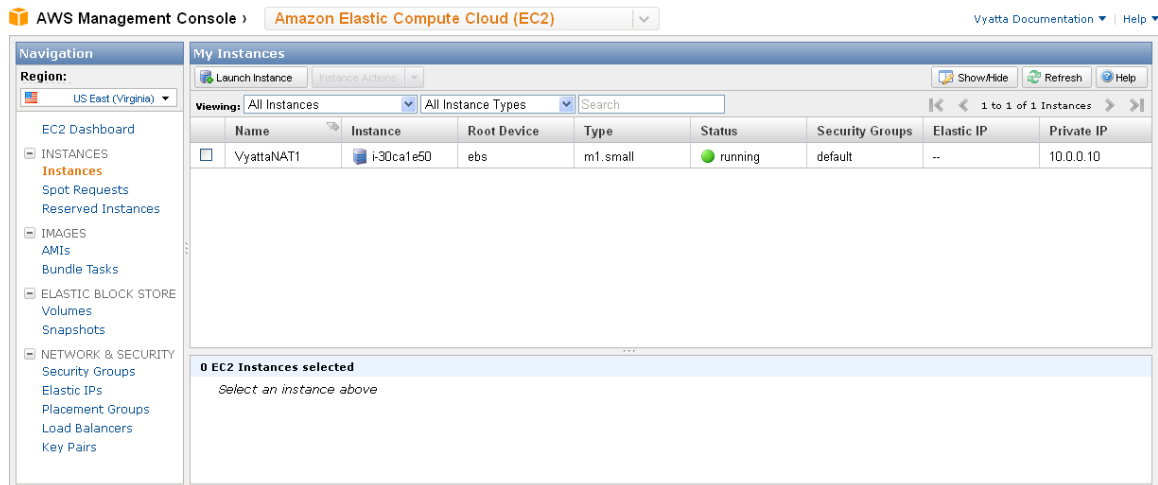 AWS Management Console › Amazon Elastic Compute Cloud (EC2) Vyatta Documentation | Help
Navigation
Region:
US East (Virginia)
EC2 Dashboard
INSTANCES
Instances
Spot Requests
Reserved Instances
IMAGES
AMIs
Bundle Tasks
ELASTIC BLOCK STORE
Volumes
Snapshots
NETWORK & SECURITY
Security Groups
Elastic IPs
Placement Groups
Load Balancers
Key Pairs
My Instances
Launch Instance Instance Actions Show/Hide Refresh Help
Viewing: All Instances All Instance Types Search 1 to 1 of 1 Instances
Name Instance Root Device Type Status Security Groups Elastic IP Private IP
VyattaNAT1 i-30ca1e50 ebs m1.small running default -- 10.0.0.10
0 EC2 Instances selected
Select an instance above